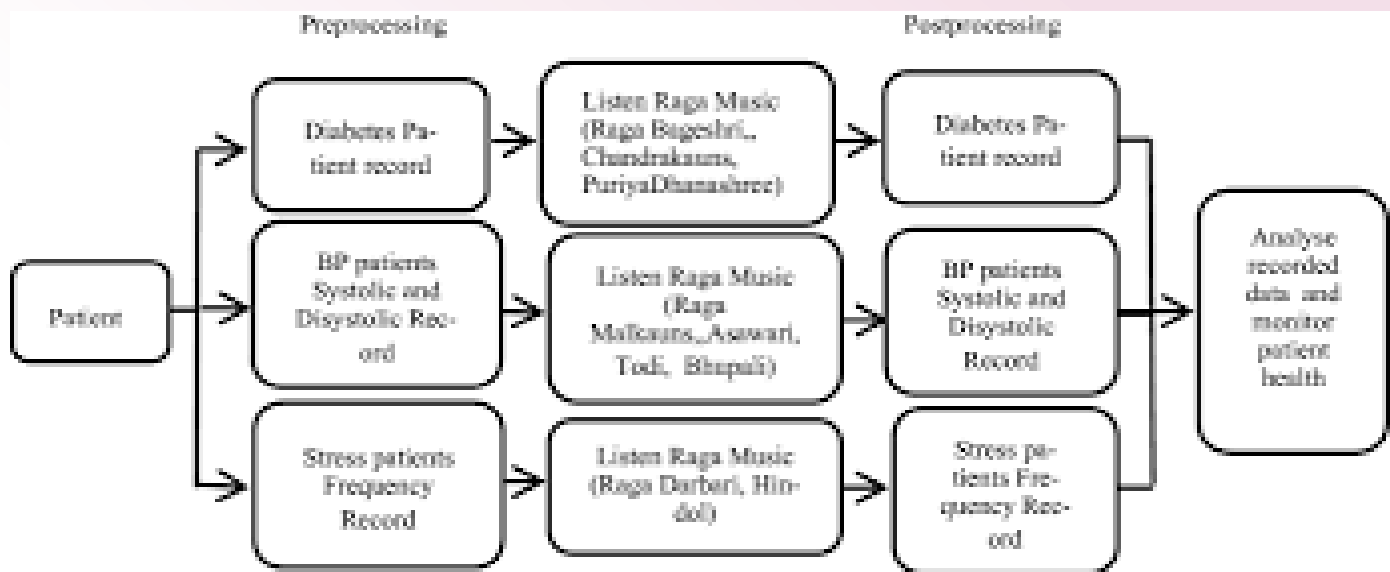 Preprocessing
Postprocessing
Patient
Diabetes Pa-
tient record
Listen Raga Music
(Raga Bageshri,,
Chandrakauns,
PuriyaDhanashree)
Diabetes Pa-
tient record
BP patients
Systolic and
Disystolic Rec-
ord
Listen Raga Music
(Raga
Malkauns,,Asawari,
Todi, Bhupali)
BP patients
Systolic and
Disystolic
Record
Stress patients
Frequency
Record
Listen Raga Music
(Raga Darbari, Hin-
dol)
Stress pa-
tients Fre-
quency Rec-
ord
Analyse
recorded
data and
monitor
patient
health